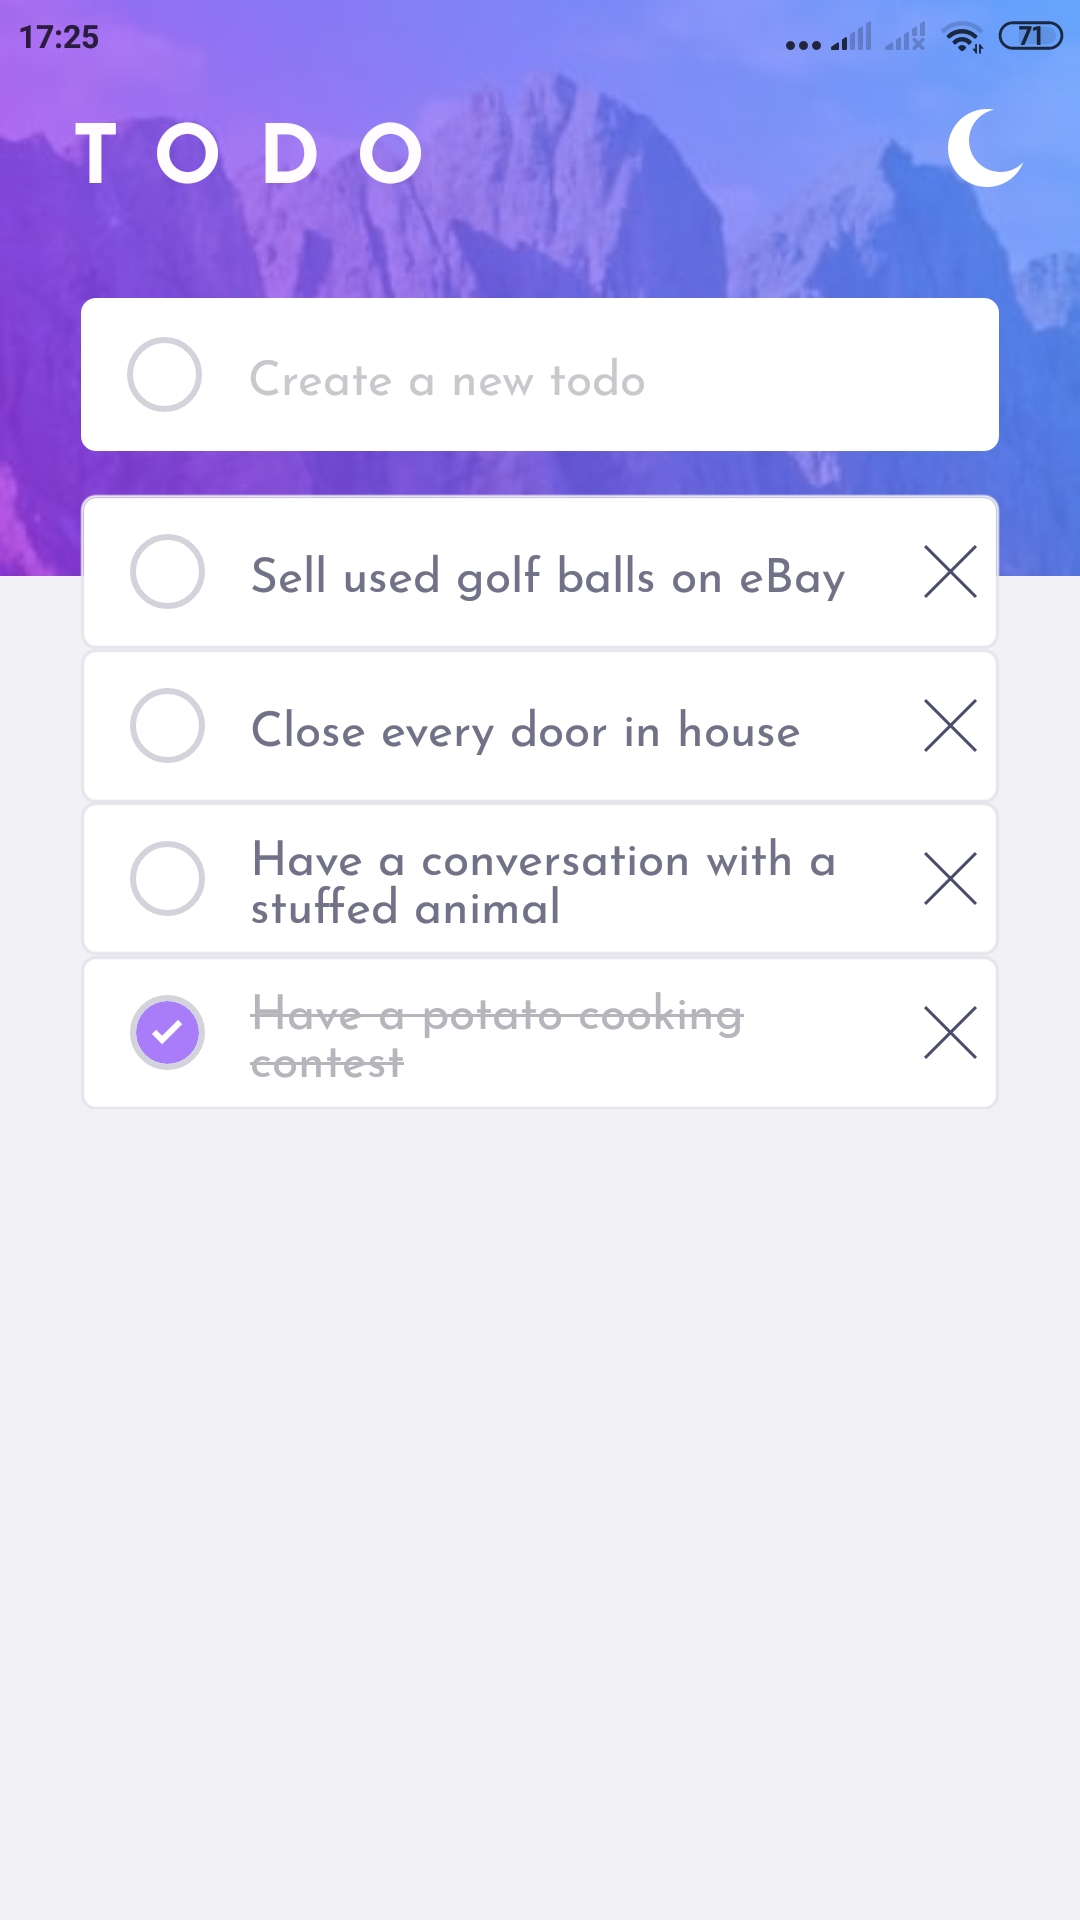 17:25
71
TODO
Create a new todo
Sell used golf balls on eBay
Close every door in house
Have a conversation with a
stuffed animal
Have a potato cooking
contest